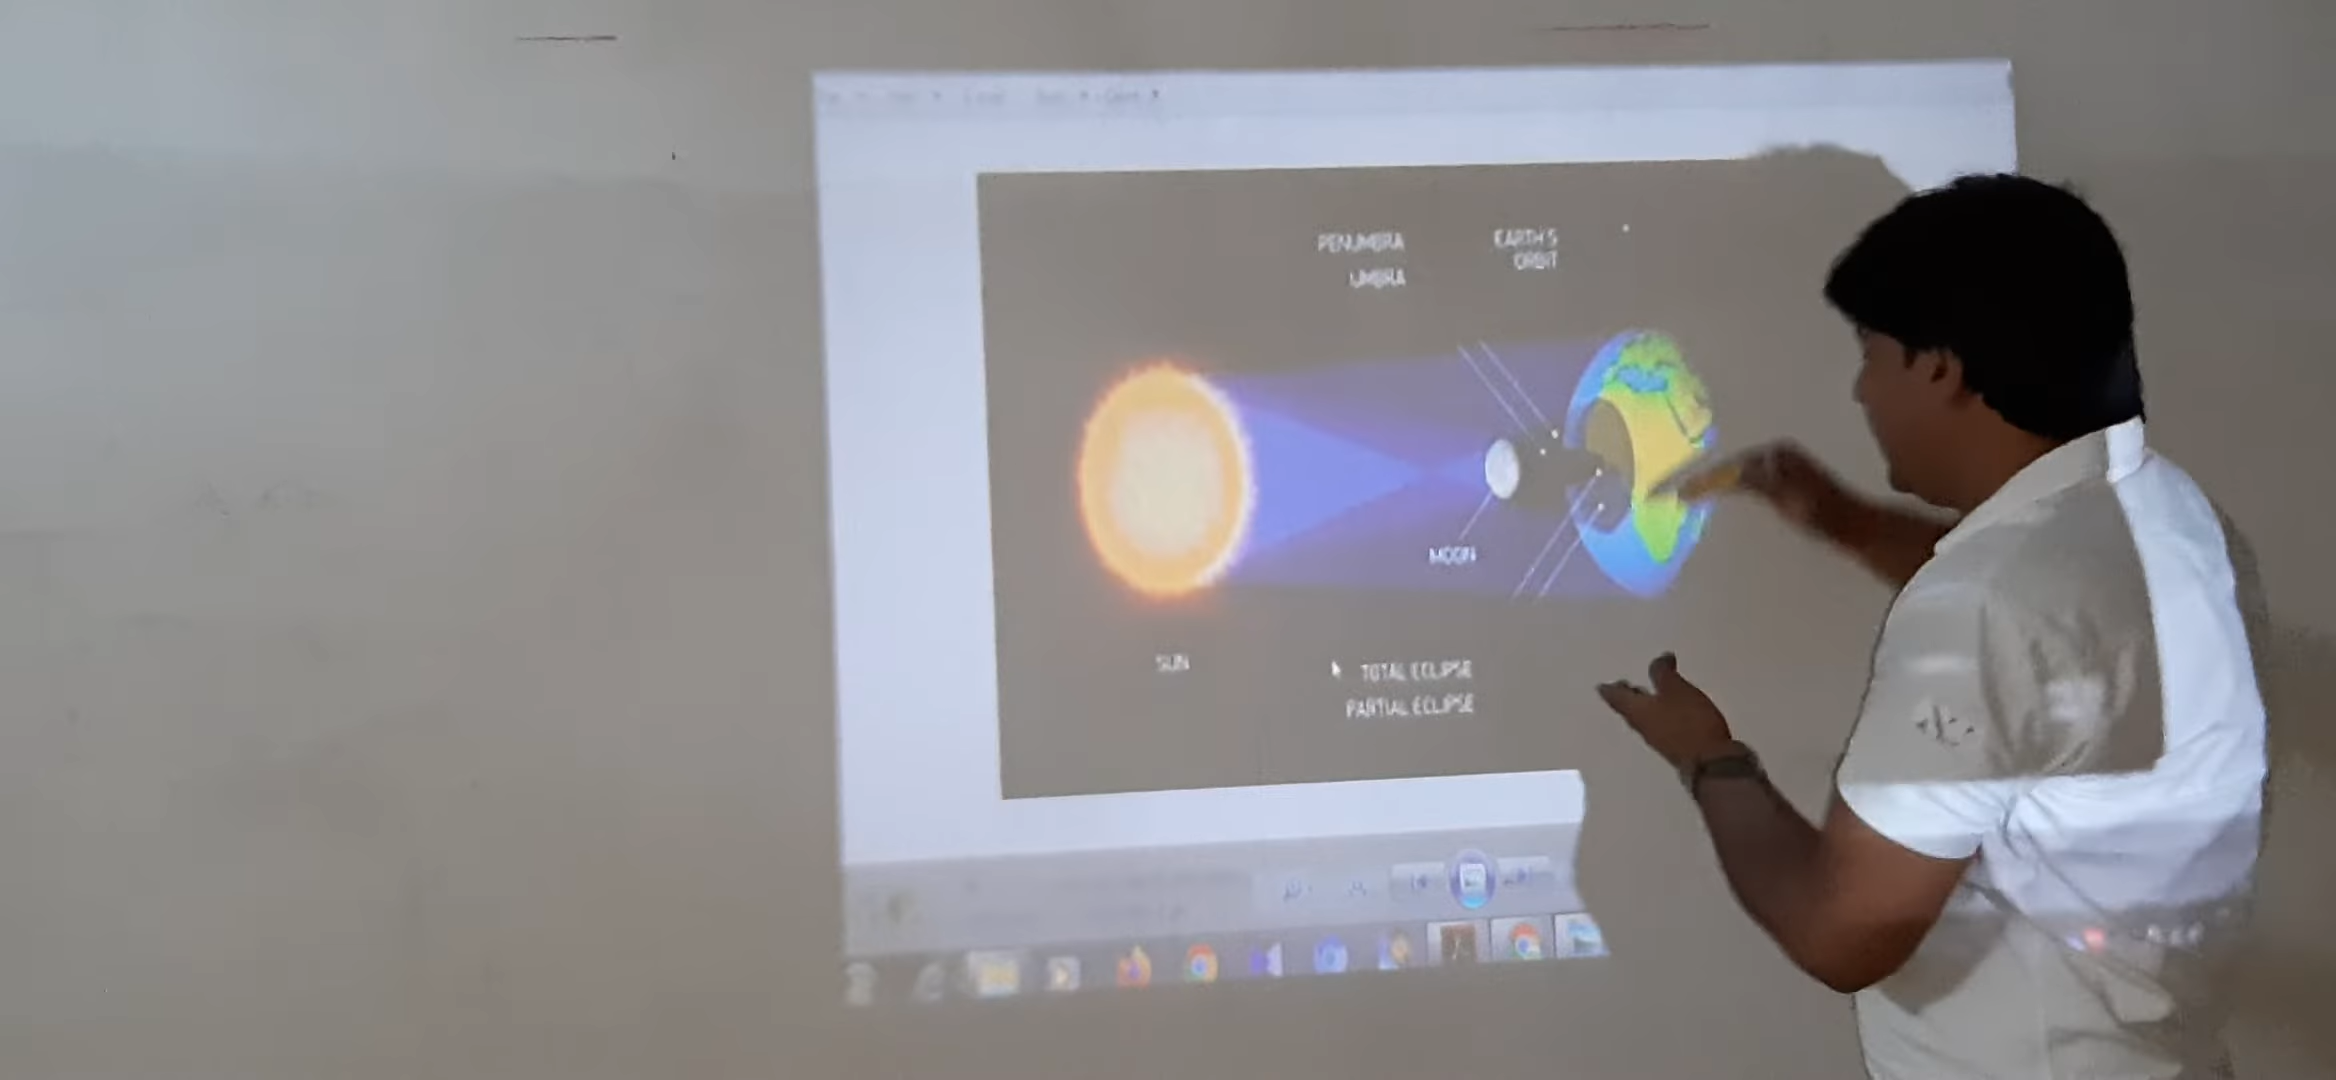 PENUMBRA
UMBRA
EARTH'S
ORBIT
MOON
SUN
TOTAL ECLIPSE
PARTIAL ECLIPSE